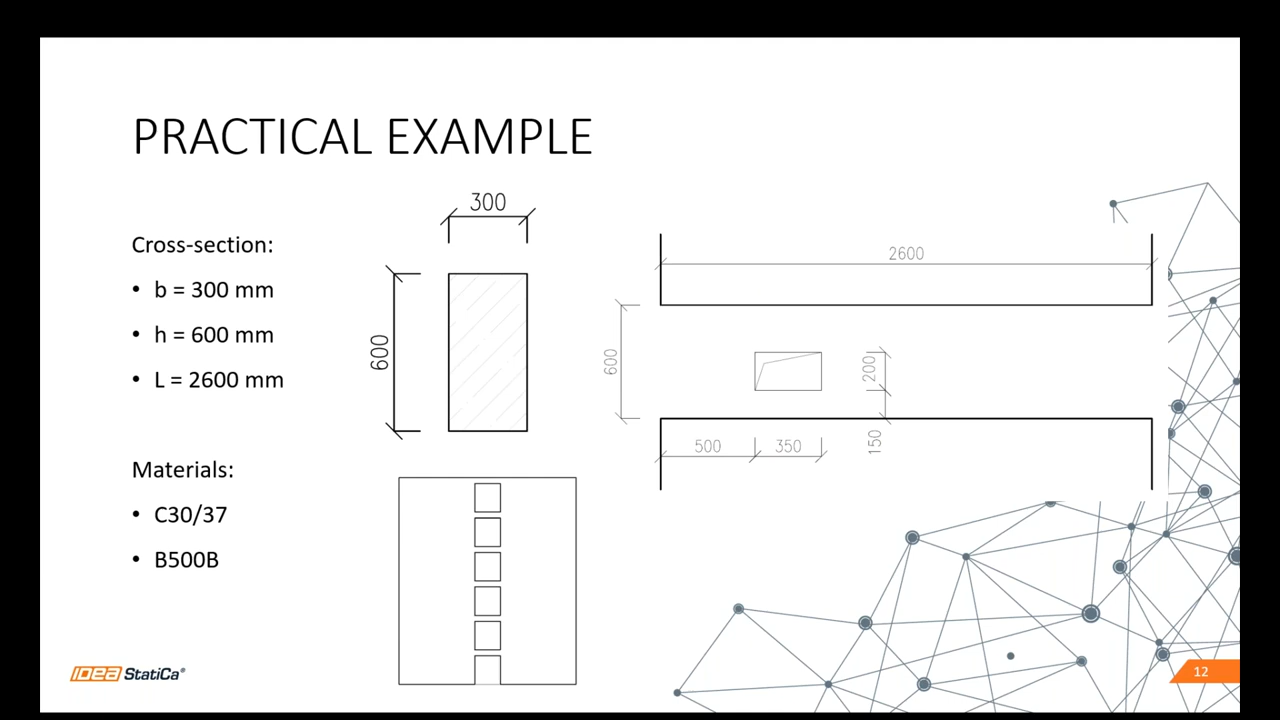 PRACTICAL EXAMPLE
Cross-section:
• b = 300 mm
• h = 600 mm
• L = 2600 mm
Materials:
• C30/37
• B500B
300
600
2600
600
200
150
500
350
IDEA StatiCa®
12